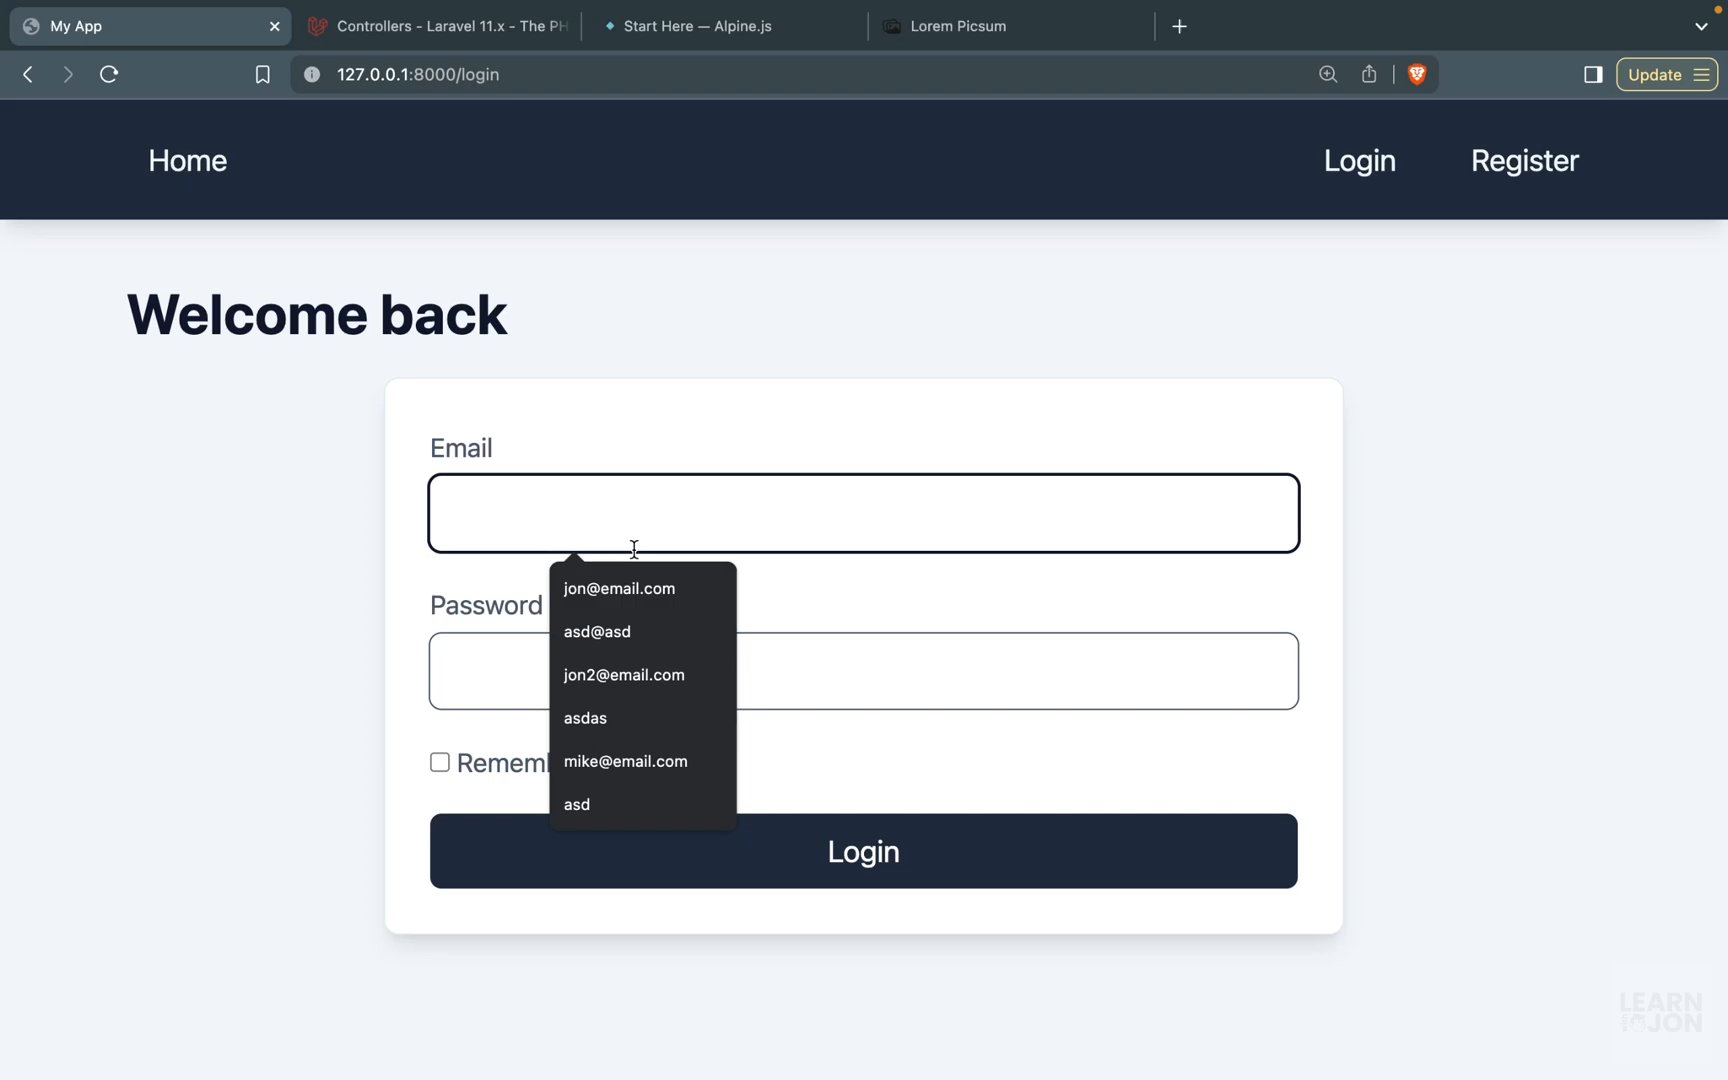 My App
Controllers - Laravel 11.x - The PH
Start Here — Alpine.js
Lorem Picsum
127.0.0.1:8000/login
Update
Home
Login
Register
Welcome back
Email
jon@email.com
asd@asd
jon2@email.com
asdas
mike@email.com
asd
Password
Rememb
Login
LEARN
JON